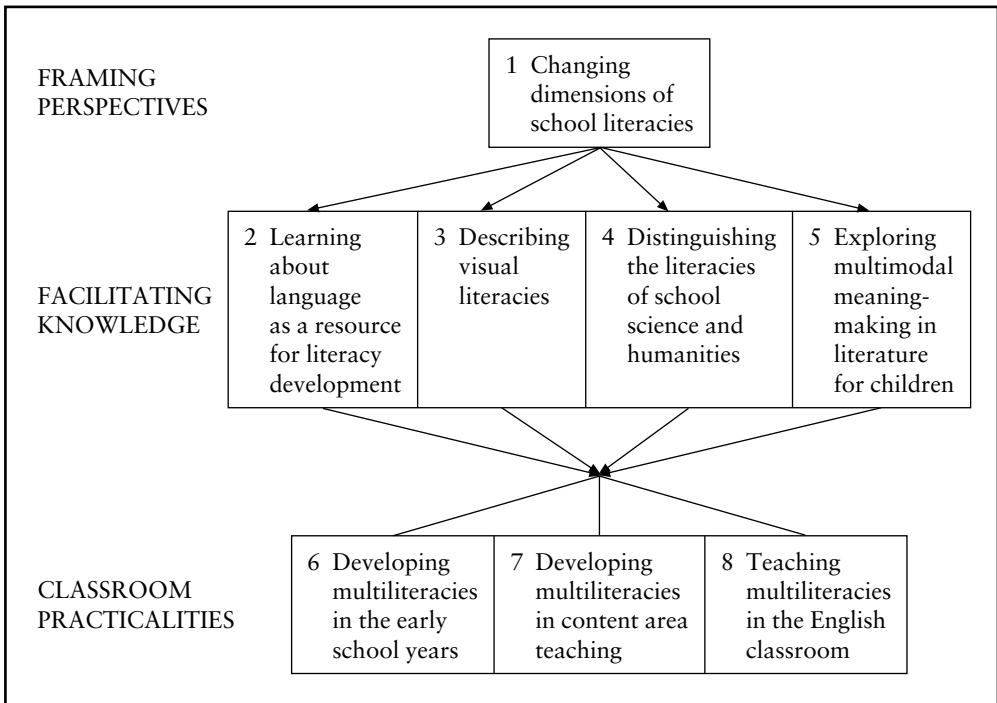 FRAMING
PERSPECTIVES
1 Changing
dimensions of
school literacies
FACILITATING
KNOWLEDGE
2 Learning
about
language
as a resource
for literacy
development
3 Describing
visual
literacies
4 Distinguishing
the literacies
of school
science and
humanities
5 Exploring
multimodal
meaning-
making in
literature
for children
CLASSROOM
PRACTICALITIES
6 Developing
multiliteracies
in the early
school years
7 Developing
multiliteracies
in content area
teaching
8 Teaching
multiliteracies
in the English
classroom